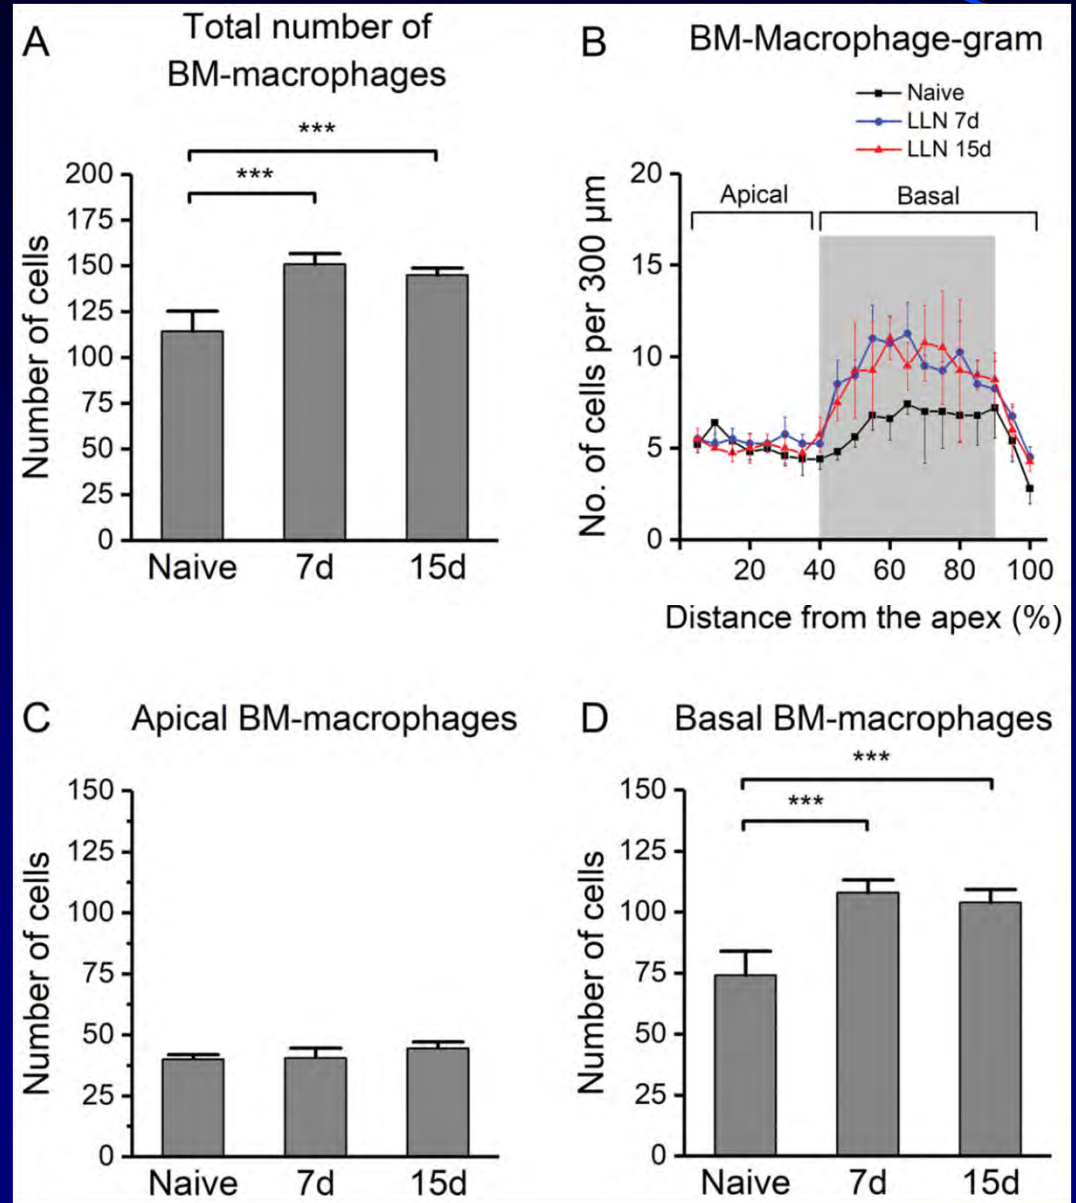 A
Total number of
BM-macrophages
***
***
200
175
150
125
100
75
50
25
0
Number of cells
Naive 7d 15d
B
BM-Macrophage-gram
Naive
LLN 7d
LLN 15d
Apical Basal
20
15
10
5
0
No. of cells per 300 µm
20 40 60 80 100
Distance from the apex (%)
C
Apical BM-macrophages
150
125
100
75
50
25
0
Number of cells
Naive 7d 15d
D
Basal BM-macrophages
***
***
150
125
100
75
50
25
0
Number of cells
Naive 7d 15d